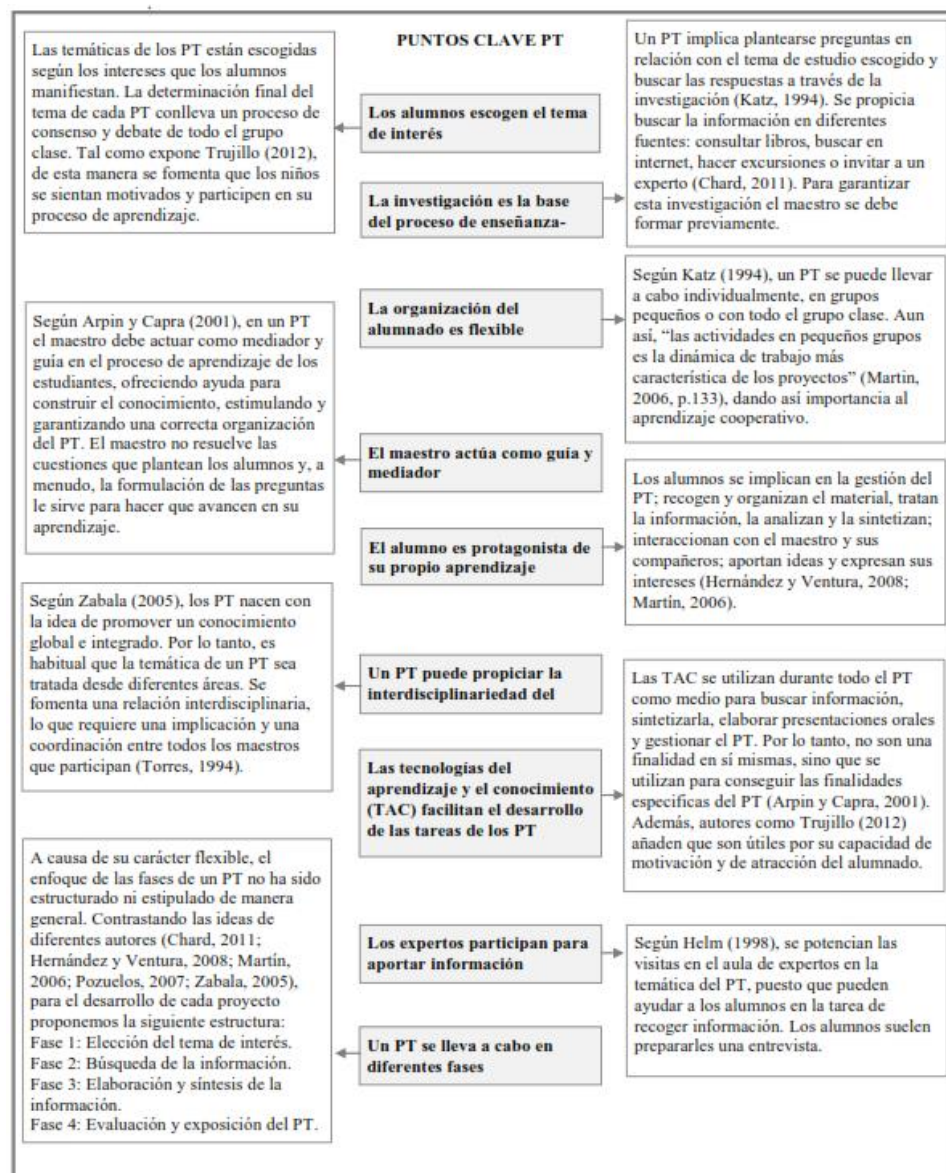 PUNTOS CLAVE PT
Las temáticas de los PT están escogidas
según los intereses que los alumnos
manifiestan. La determinación final del
tema de cada PT conlleva un proceso de
consenso y debate de todo el grupo
clase. Tal como expone Trujillo (2012),
de esta manera se fomenta que los niños
se sientan motivados y participen en su
proceso de aprendizaje.
Los alumnos escogen el tema
de interés
Un PT implica plantearse preguntas en
relación con el tema de estudio escogido y
buscar las respuestas a través de la
investigación (Katz, 1994). Se propicia
buscar la información en diferentes
fuentes: consultar libros, buscar en
internet, hacer excursiones o invitar a un
experto (Chard, 2011). Para garantizar
esta investigación el maestro se debe
formar previamente.
La investigación es la base
del proceso de enseñanza-
La organización del
alumnado es flexible
Según Katz (1994), un PT se puede llevar
a cabo individualmente, en grupos
pequeños o con todo el grupo clase. Aun
así, “las actividades en pequeños grupos
es la dinámica de trabajo más
característica de los proyectos” (Martin,
2006, p.133), dando así importancia al
aprendizaje cooperativo.
Según Arpin y Capra (2001), en un PT
el maestro debe actuar como mediador y
guía en el proceso de aprendizaje de los
estudiantes, ofreciendo ayuda para
construir el conocimiento, estimulando y
garantizando una correcta organización
del PT. El maestro no resuelve las
cuestiones que plantean los alumnos y, a
menudo, la formulación de las preguntas
le sirve para hacer que avancen en su
aprendizaje.
El maestro actúa como guía y
mediador
El alumno es protagonista de
su propio aprendizaje
Los alumnos se implican en la gestión del
PT; recogen y organizan el material, tratan
la información, la analizan y la sintetizan;
interaccionan con el maestro y sus
compañeros; aportan ideas y expresan sus
intereses (Hernández y Ventura, 2008;
Martín, 2006).
Según Zabala (2005), los PT nacen con
la idea de promover un conocimiento
global e integrado. Por lo tanto, es
habitual que la temática de un PT sea
tratada desde diferentes áreas. Se
fomenta una relación interdisciplinaria,
lo que requiere una implicación y una
coordinación entre todos los maestros
que participan (Torres, 1994).
Un PT puede propiciar la
interdisciplinariedad del
Las tecnologías del
aprendizaje y el conocimiento
(TAC) facilitan el desarrollo
de las tareas de los PT
Las TAC se utilizan durante todo el PT
como medio para buscar información,
sintetizarla, elaborar presentaciones orales
y gestionar el PT. Por lo tanto, no son una
finalidad en sí mismas, sino que se
utilizan para conseguir las finalidades
especificas del PT (Arpin y Capra, 2001).
Además, autores como Trujillo (2012)
añaden que son útiles por su capacidad de
motivación y de atracción del alumnado.
A causa de su carácter flexible, el
enfoque de las fases de un PT no ha sido
estructurado ni estipulado de manera
general. Contrastando las ideas de
diferentes autores (Chard, 2011;
Hernández y Ventura, 2008; Martín,
2006; Pozuelos, 2007; Zabala, 2005),
para el desarrollo de cada proyecto
proponemos la siguiente estructura:
Fase 1: Elección del tema de interés.
Fase 2: Búsqueda de la información.
Fase 3: Elaboración y síntesis de la
información.
Fase 4: Evaluación y exposición del PT.
Los expertos participan para
aportar información
Según Helm (1998), se potencian las
visitas en el aula de expertos en la
temática del PT, puesto que pueden
ayudar a los alumnos en la tarea de
recoger información. Los alumnos suelen
prepararles una entrevista.
Un PT se lleva a cabo en
diferentes fases